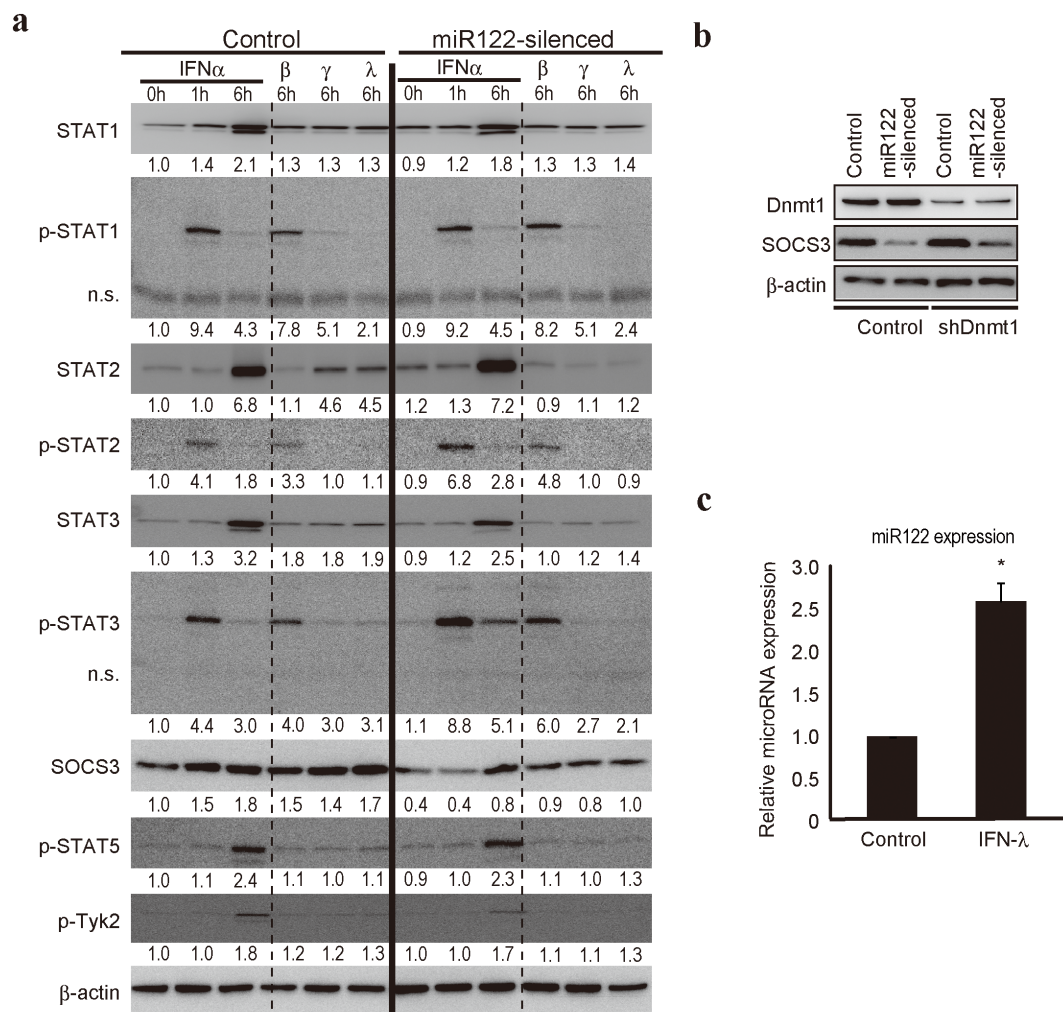 a
Control miR122-silenced
IFNα β γ λ IFNα β γ λ
0h 1h 6h 6h 6h 6h 0h 1h 6h 6h 6h 6h
STAT1
1.0 1.4 2.1 1.3 1.3 1.3 0.9 1.2 1.8 1.3 1.3 1.4
p-STAT1
n.s.
1.0 9.4 4.3 7.8 5.1 2.1 0.9 9.2 4.5 8.2 5.1 2.4
STAT2
1.0 1.0 6.8 1.1 4.6 4.5 1.2 1.3 7.2 0.9 1.1 1.2
p-STAT2
1.0 4.1 1.8 3.3 1.0 1.1 0.9 6.8 2.8 4.8 1.0 0.9
STAT3
1.0 1.3 3.2 1.8 1.8 1.9 0.9 1.2 2.5 1.0 1.2 1.4
p-STAT3
n.s.
1.0 4.4 3.0 4.0 3.0 3.1 1.1 8.8 5.1 6.0 2.7 2.1
SOCS3
1.0 1.5 1.8 1.5 1.4 1.7 0.4 0.4 0.8 0.9 0.8 1.0
p-STAT5
1.0 1.1 2.4 1.1 1.0 1.1 0.9 1.0 2.3 1.1 1.0 1.3
p-Tyk2
1.0 1.0 1.8 1.2 1.2 1.3 1.0 1.0 1.7 1.1 1.1 1.3
β-actin
b
Control
miR122
-silenced
Control
miR122
-silenced
Dnmt1
SOCS3
β-actin
Control shDnmt1
c
miR122 expression
Relative microRNA expression
3.0
2.5
2.0
1.5
1.0
0.5
0
*
Control IFN-λ